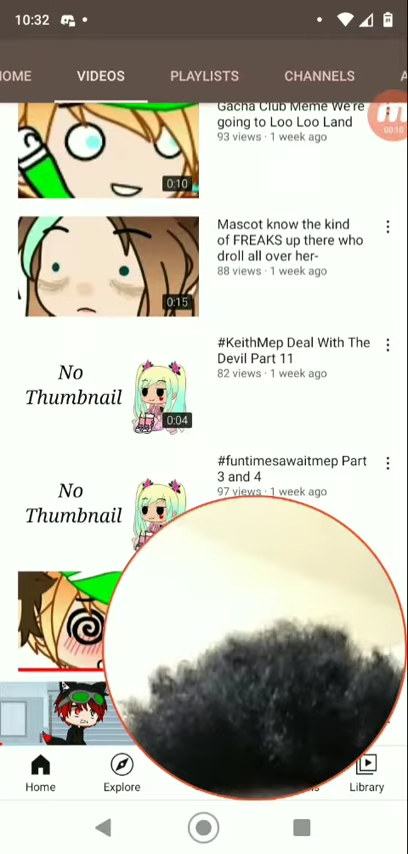 10:32
HOME
VIDEOS
PLAYLISTS
CHANNELS
A
m
00:10
Gacha Club Meme We're
going to Loo Loo Land
93 views · 1 week ago
0:10
Mascot know the kind
of FREAKS up there who
droll all over her-
88 views · 1 week ago
0:15
#KeithMep Deal With The
Devil Part 11
82 views · 1 week ago
No
Thumbnail
0:04
#funtimesawaitmep Part
3 and 4
97 views · 1 week ago
No
Thumbnail
Home
Explore
Library